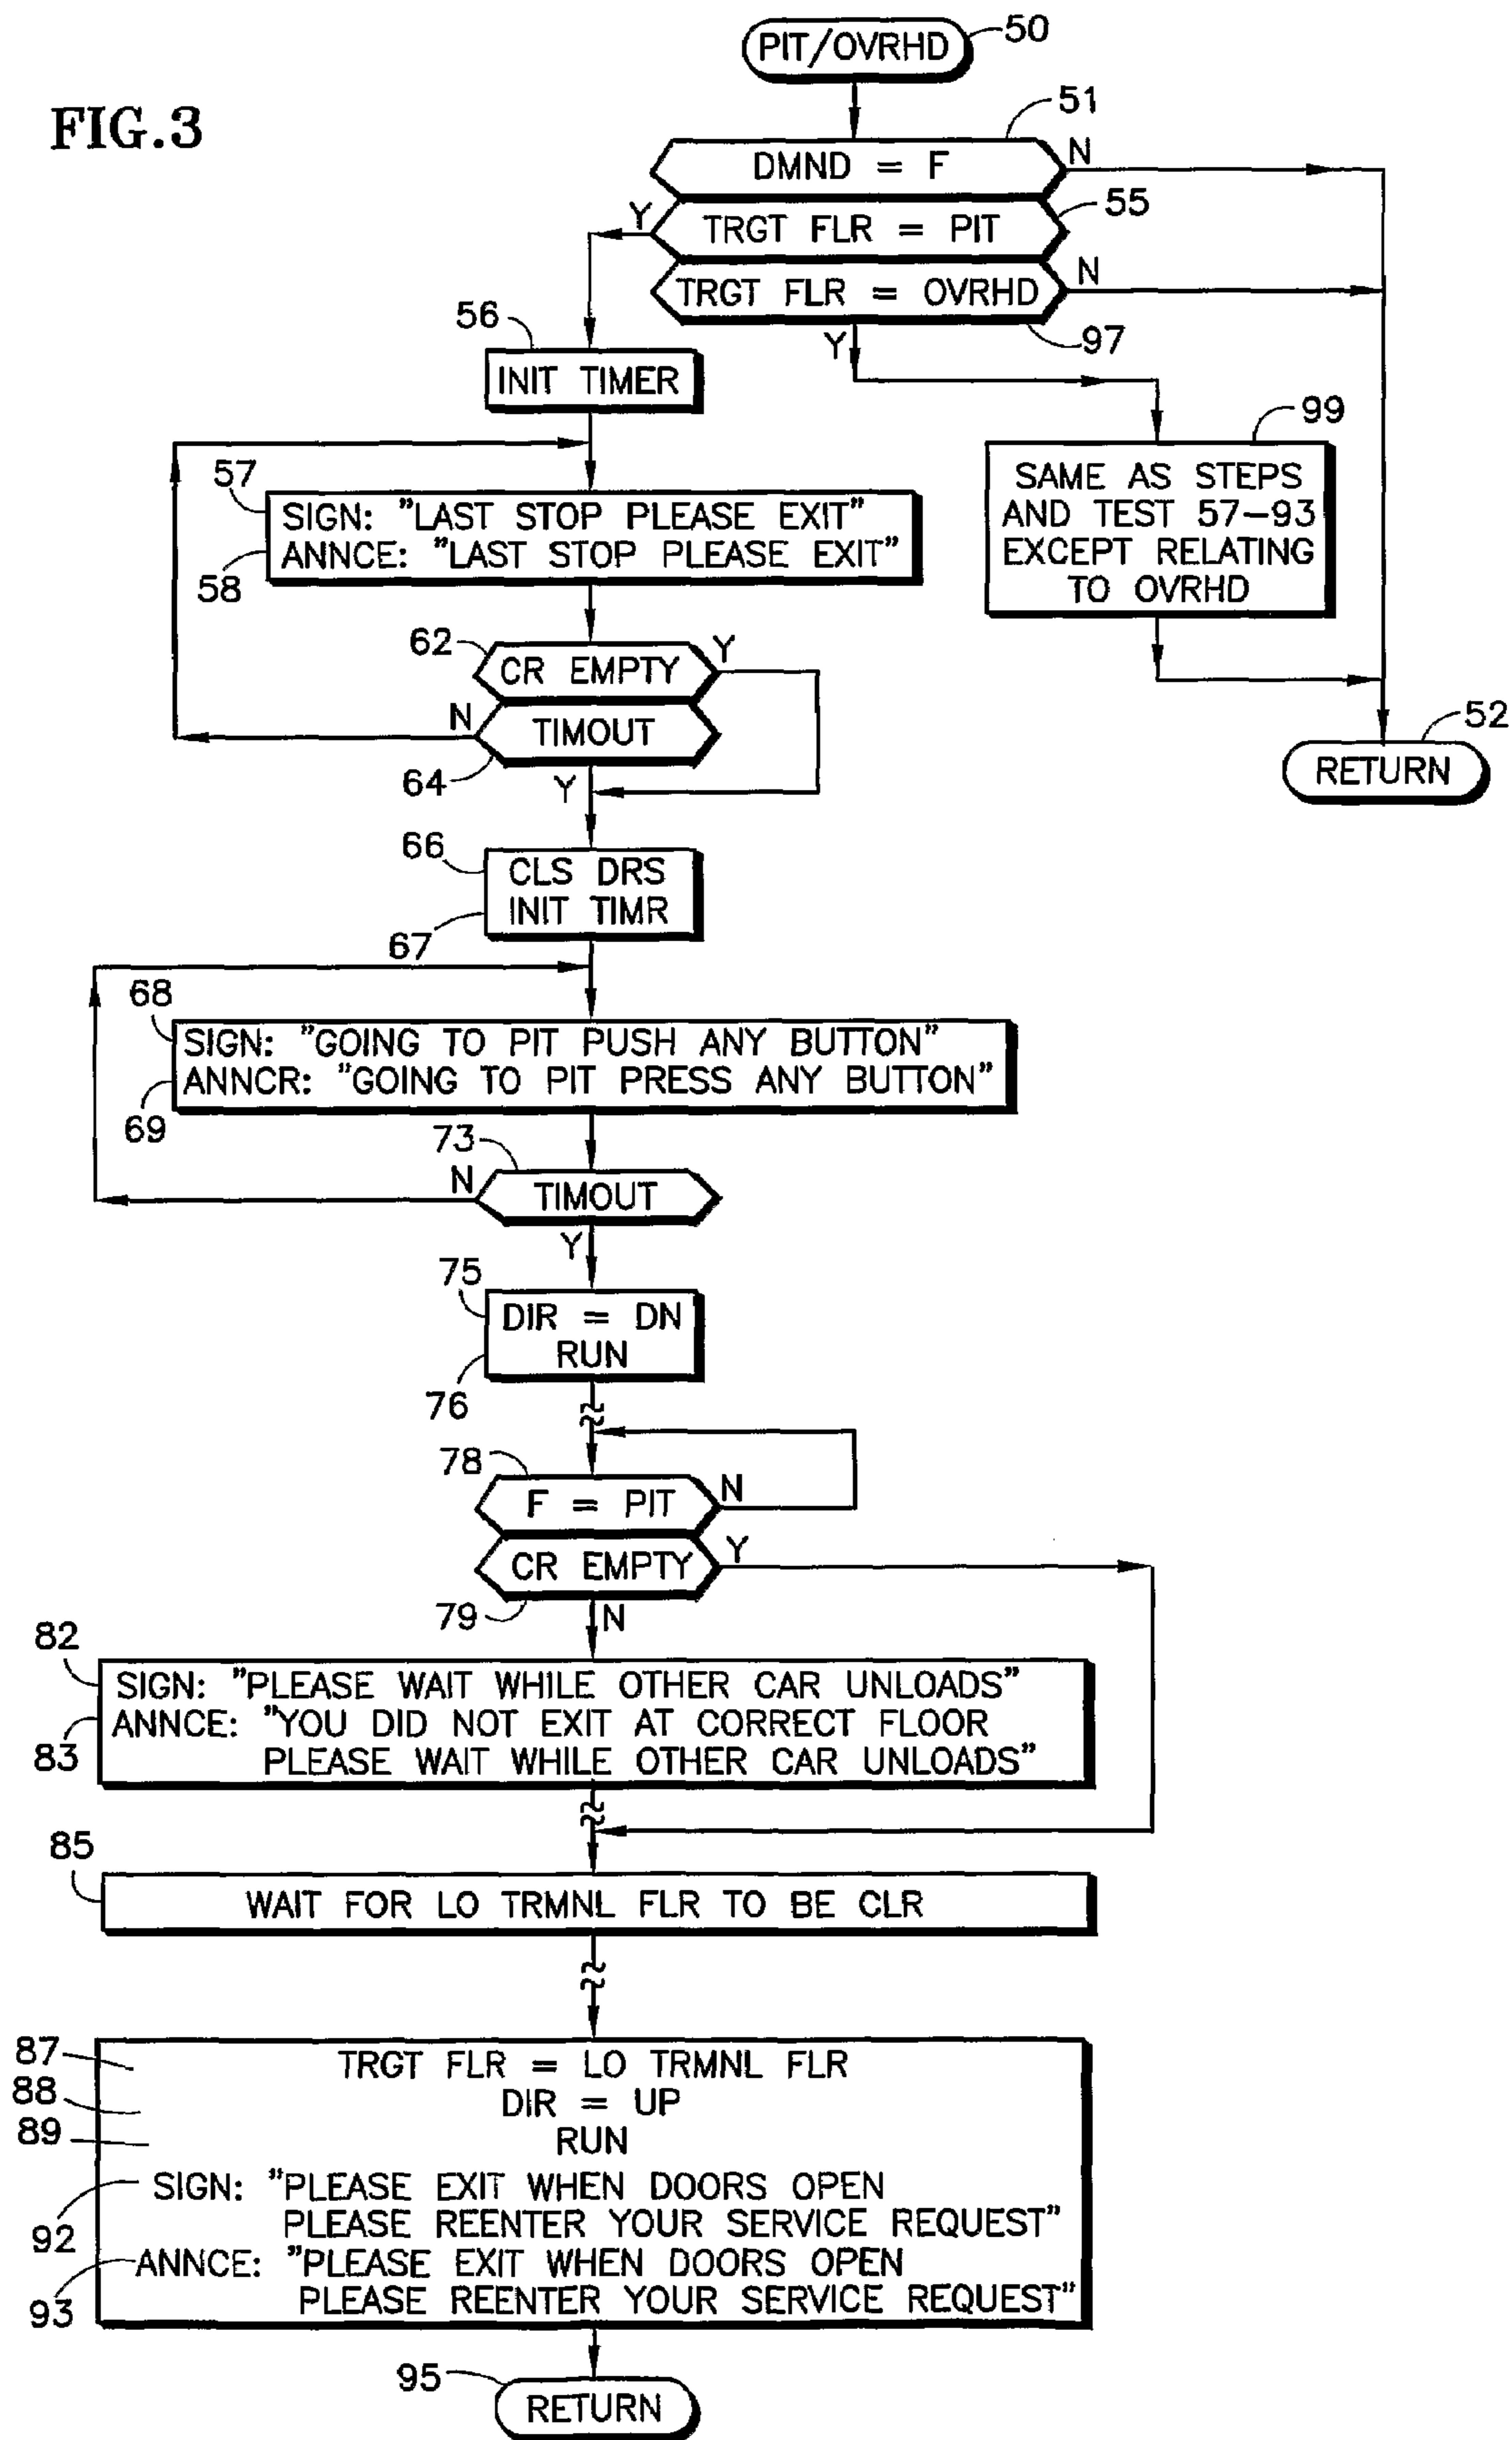 FIG.3
PIT/OVRHD
50
51
DMND = F
N
55
Y
TRGT FLR = PIT
TRGT FLR = OVRHD
N
97
Y
56
INIT TIMER
99
SAME AS STEPS
AND TEST 57-93
EXCEPT RELATING
TO OVRHD
57
SIGN: "LAST STOP PLEASE EXIT"
ANNCE: "LAST STOP PLEASE EXIT"
58
62
CR EMPTY
Y
N
TIMOUT
64
Y
52
RETURN
66
CLS DRS
INIT TIMR
67
68
SIGN: "GOING TO PIT PUSH ANY BUTTON"
ANNCR: "GOING TO PIT PRESS ANY BUTTON"
69
73
N
TIMOUT
Y
75
DIR = DN
RUN
76
78
F = PIT
N
CR EMPTY
Y
79
N
82
SIGN: "PLEASE WAIT WHILE OTHER CAR UNLOADS"
ANNCE: "YOU DID NOT EXIT AT CORRECT FLOOR
PLEASE WAIT WHILE OTHER CAR UNLOADS"
83
85
WAIT FOR LO TRMNL FLR TO BE CLR
87
TRGT FLR = LO TRMNL FLR
88
DIR = UP
89
RUN
SIGN: "PLEASE EXIT WHEN DOORS OPEN
PLEASE REENTER YOUR SERVICE REQUEST"
92
ANNCE: "PLEASE EXIT WHEN DOORS OPEN
PLEASE REENTER YOUR SERVICE REQUEST"
93
95
RETURN